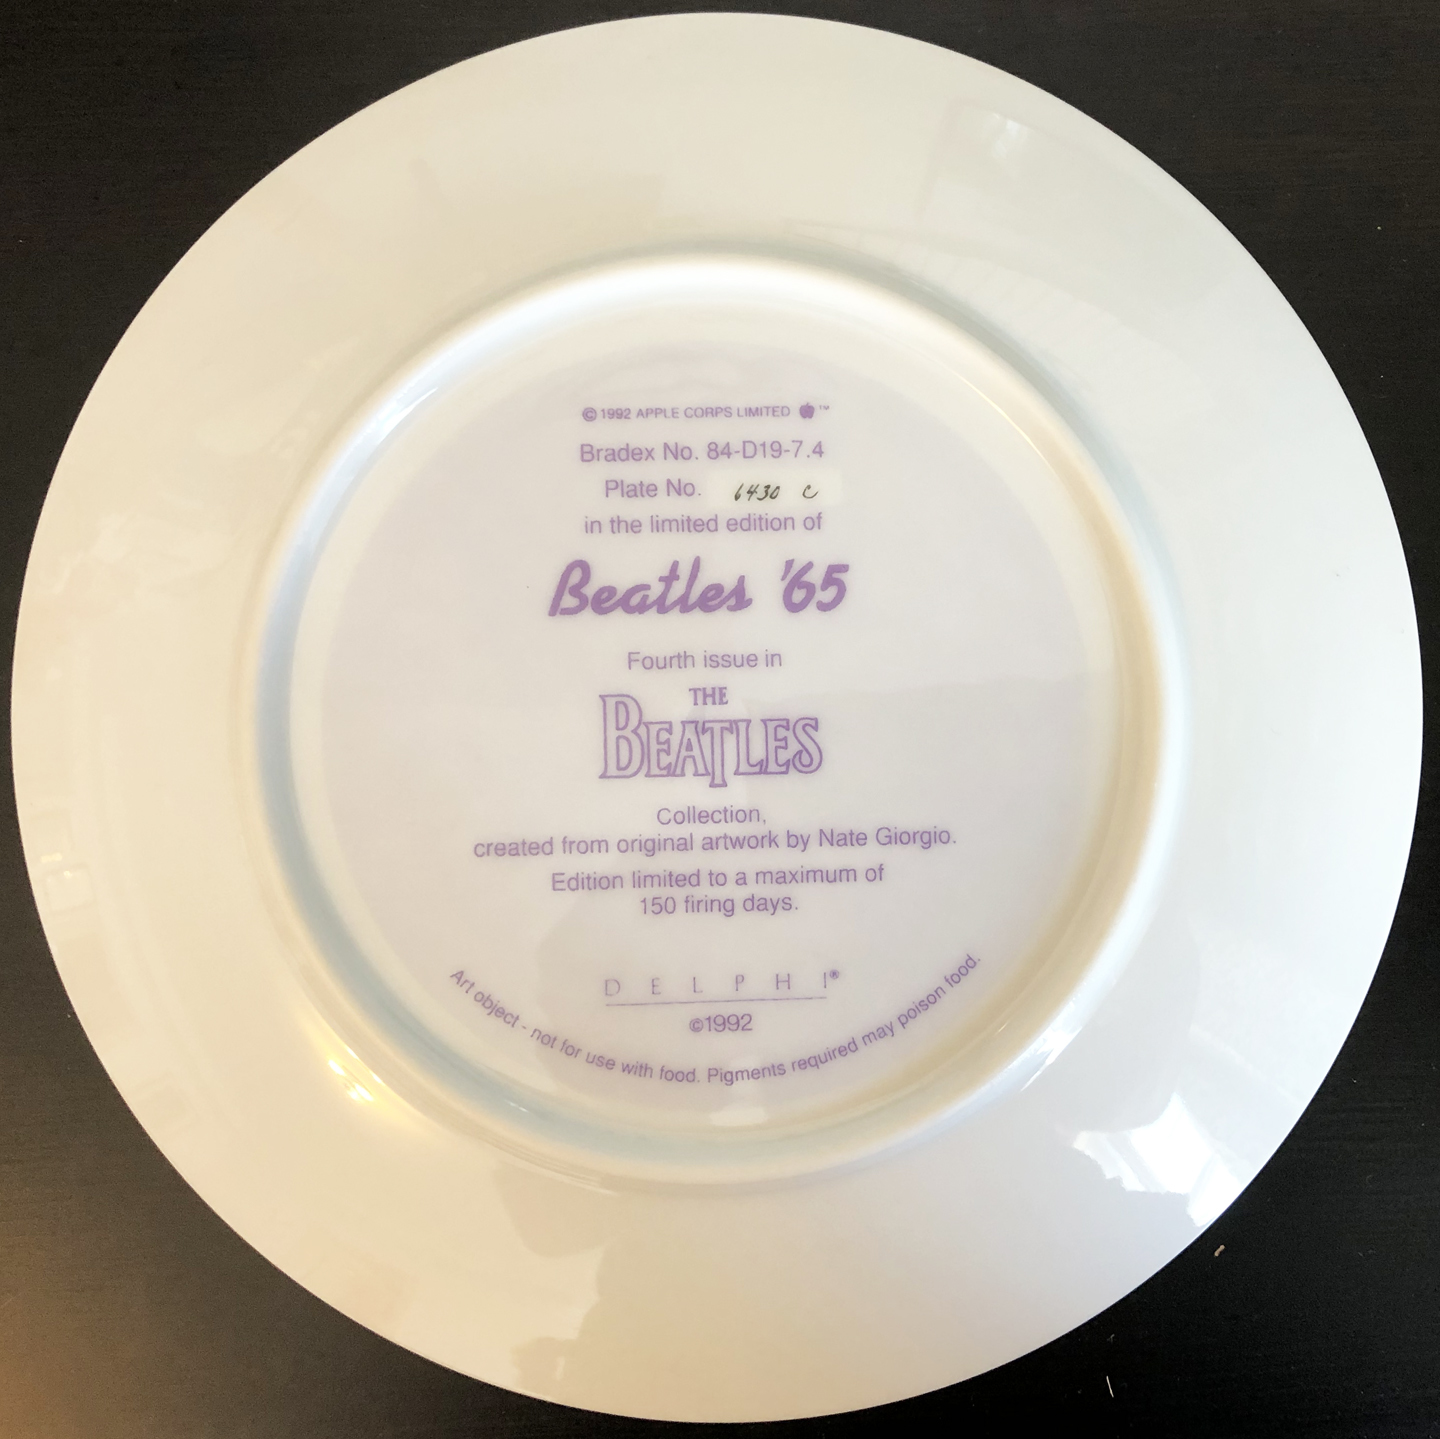 © 1992 APPLE CORPS LIMITED ™
Bradex No. 84-D19-7.4
Plate No. 6430 C
in the limited edition of
Beatles '65
Fourth issue in
THE
BEATLES
Collection,
created from original artwork by Nate Giorgio.
Edition limited to a maximum of
150 firing days.
DELPHI®
©1992
Art object - not for use with food. Pigments required may poison food.